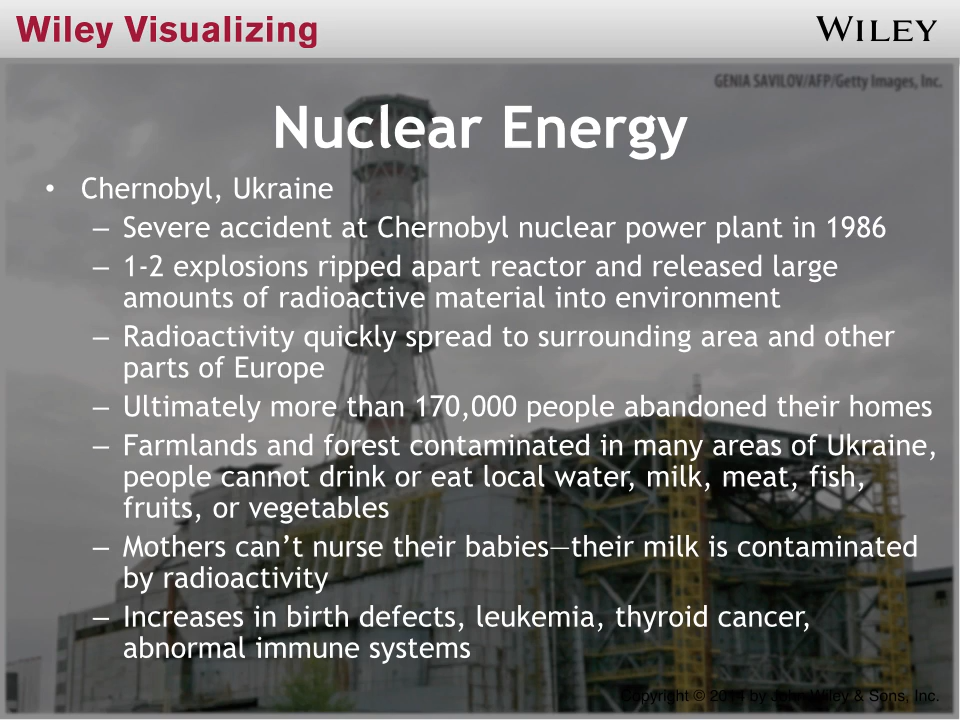 Wiley Visualizing
WILEY
GENIA SAVILOV/AFP/Getty Images, Inc.
Nuclear Energy
• Chernobyl, Ukraine
– Severe accident at Chernobyl nuclear power plant in 1986
– 1-2 explosions ripped apart reactor and released large
amounts of radioactive material into environment
– Radioactivity quickly spread to surrounding area and other
parts of Europe
– Ultimately more than 170,000 people abandoned their homes
– Farmlands and forest contaminated in many areas of Ukraine,
people cannot drink or eat local water, milk, meat, fish,
fruits, or vegetables
– Mothers can’t nurse their babies—their milk is contaminated
by radioactivity
– Increases in birth defects, leukemia, thyroid cancer,
abnormal immune systems
Copyright © 2014 by John Wiley & Sons, Inc.